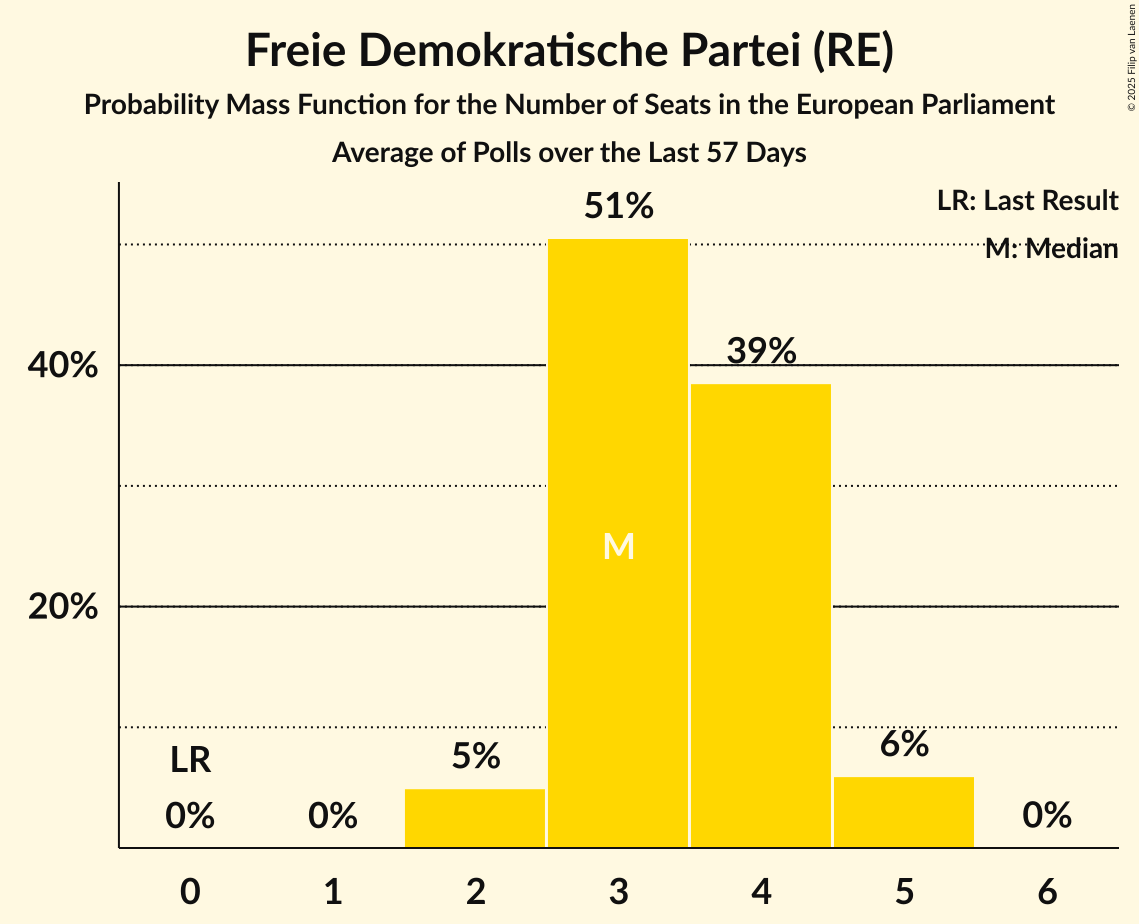 Freie Demokratische Partei (RE)
Probability Mass Function for the Number of Seats in the European Parliament
Average of Polls over the Last 57 Days
© 2025 Filip van Laenen
LR: Last Result
M: Median
51%
39%
40%
M
20%
LR
5%
6%
0%
0%
0%
0 1 2 3 4 5 6